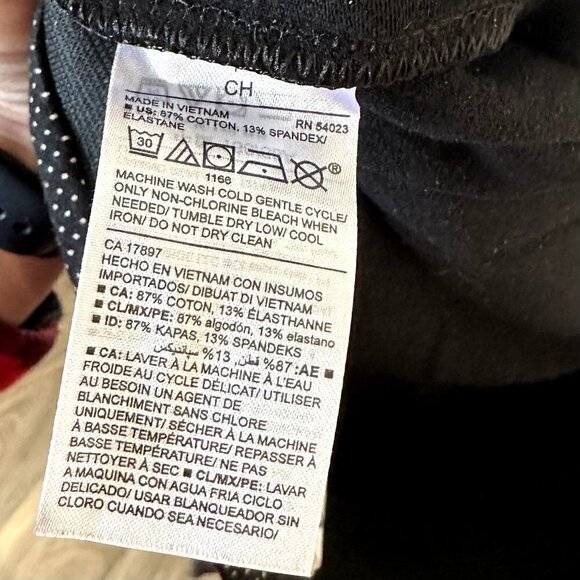 CH
MADE IN VIETNAM RN 54023
■ US: 87% COTTON, 13% SPANDEX/
ELASTANE
30
1166
MACHINE WASH COLD GENTLE CYCLE/
ONLY NON-CHLORINE BLEACH WHEN
NEEDED/ TUMBLE DRY LOW/ COOL
IRON/ DO NOT DRY CLEAN
CA 17897
HECHO EN VIETNAM CON INSUMOS
IMPORTADOS/ DIBUAT DI VIETNAM
■ CA: 87% COTON, 13% ÉLASTHANNE
■ CL/MX/PE: 87% algodón, 13% elastano
■ ID: 87% KAPAS, 13% SPANDEKS
■ AE: 87% قطن, 13% سباندكس
■ CA: LAVER À LA MACHINE À L'EAU
FROIDE AU CYCLE DÉLICAT/ UTILISER
AU BESOIN UN AGENT DE
BLANCHIMENT SANS CHLORE
UNIQUEMENT/ SÉCHER À LA MACHINE
À BASSE TEMPÉRATURE/ REPASSER À
BASSE TEMPÉRATURE/ NE PAS
NETTOYER À SEC ■ CL/MX/PE: LAVAR
A MAQUINA CON AGUA FRIA CICLO
DELICADO/ USAR BLANQUEADOR SIN
CLORO CUANDO SEA NECESARIO/